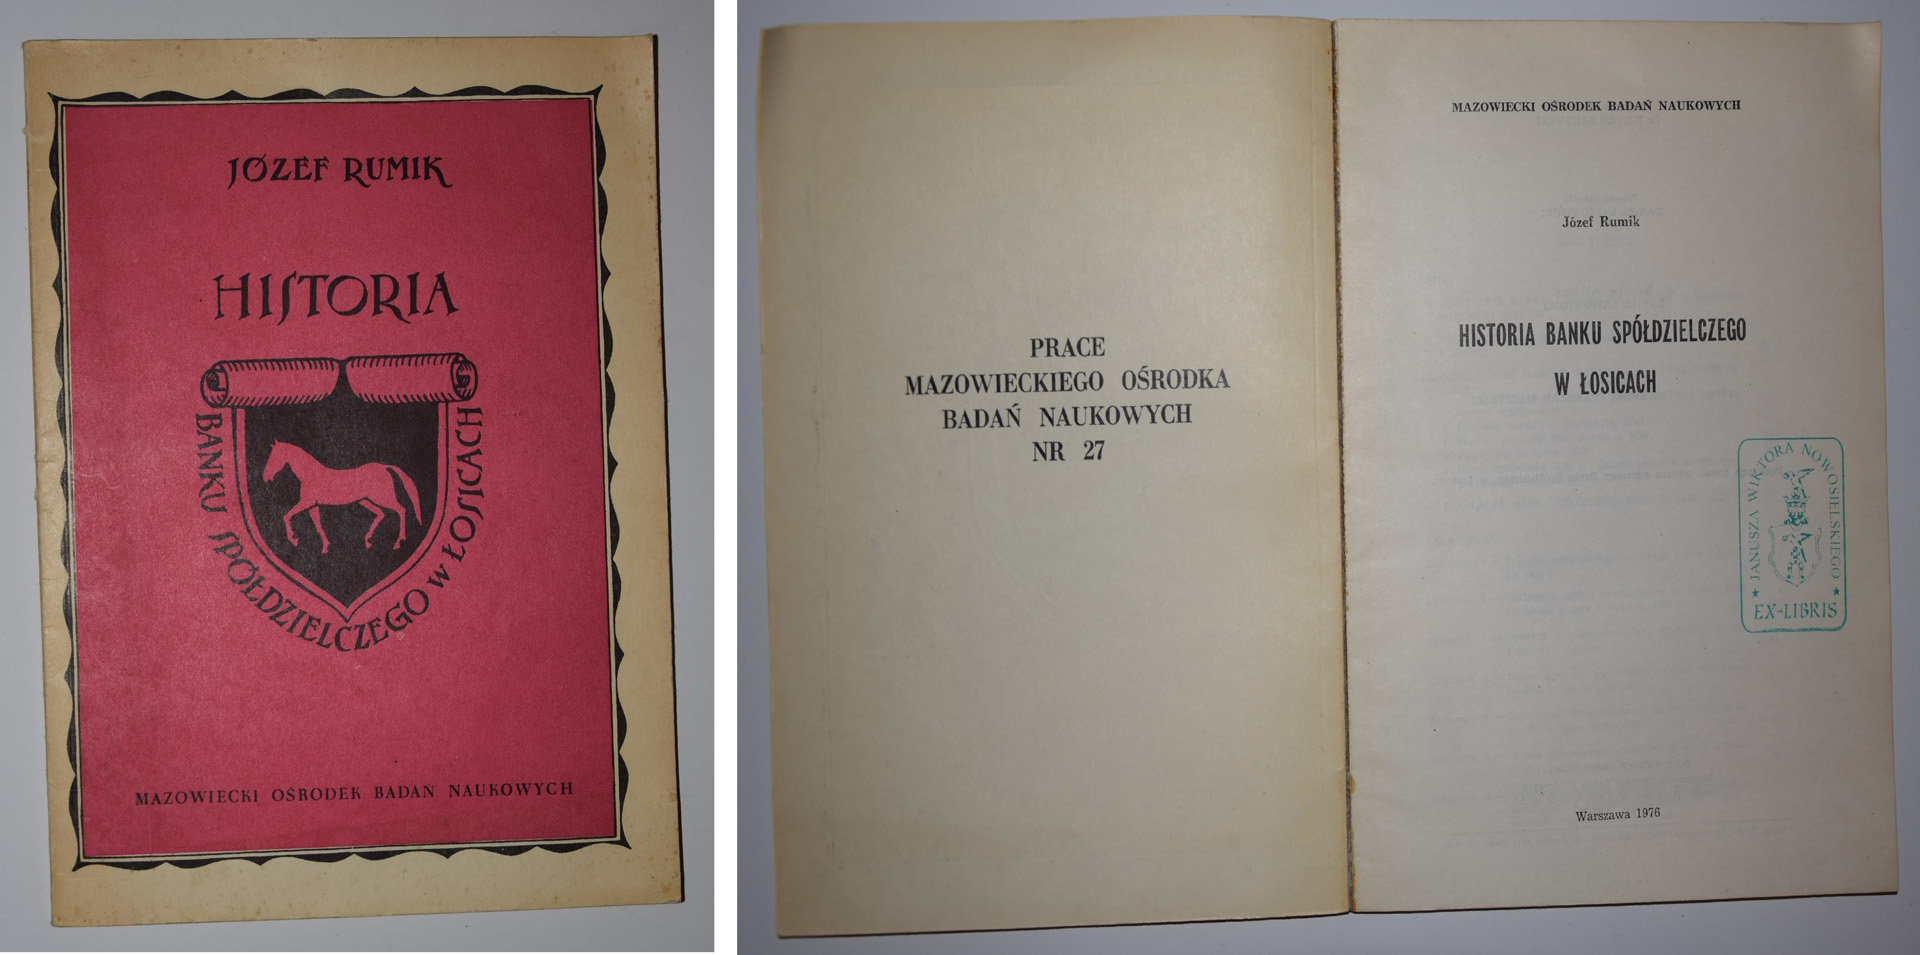 JÓZEF RUMIK
HISTORIA
BANKU SPÓŁDZIELCZEGO W ŁOSICACH
MAZOWIECKI OŚRODEK BADAŃ NAUKOWYCH
PRACE
MAZOWIECKIEGO OŚRODKA
BADAŃ NAUKOWYCH
NR 27
MAZOWIECKI OŚRODEK BADAŃ NAUKOWYCH
Józef Rumik
HISTORIA BANKU SPÓŁDZIELCZEGO
W ŁOSICACH
JANUSZA WIKTORA NOWOSIELSKIEGO
EX-LIBRIS
Warszawa 1976